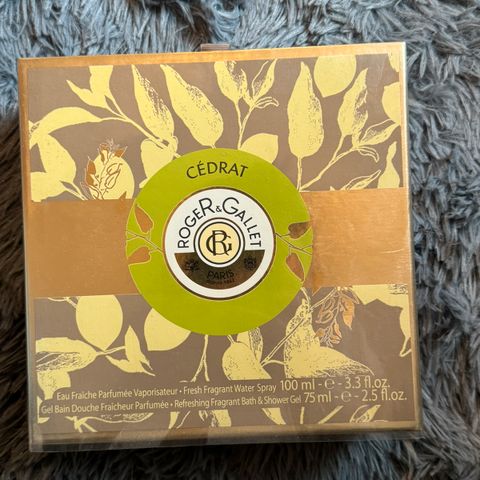 CÉDRAT
ROGER & GALLET
PARIS
Eau Fraîche Parfumée Vaporisateur • Fresh Fragrant Water Spray 100 ml - ℮ - 3.3 fl.oz.
Gel Bain Douche Fraîcheur Parfumée • Refreshing Fragrant Bath & Shower Gel 75 ml - ℮ - 2.5 fl.oz.